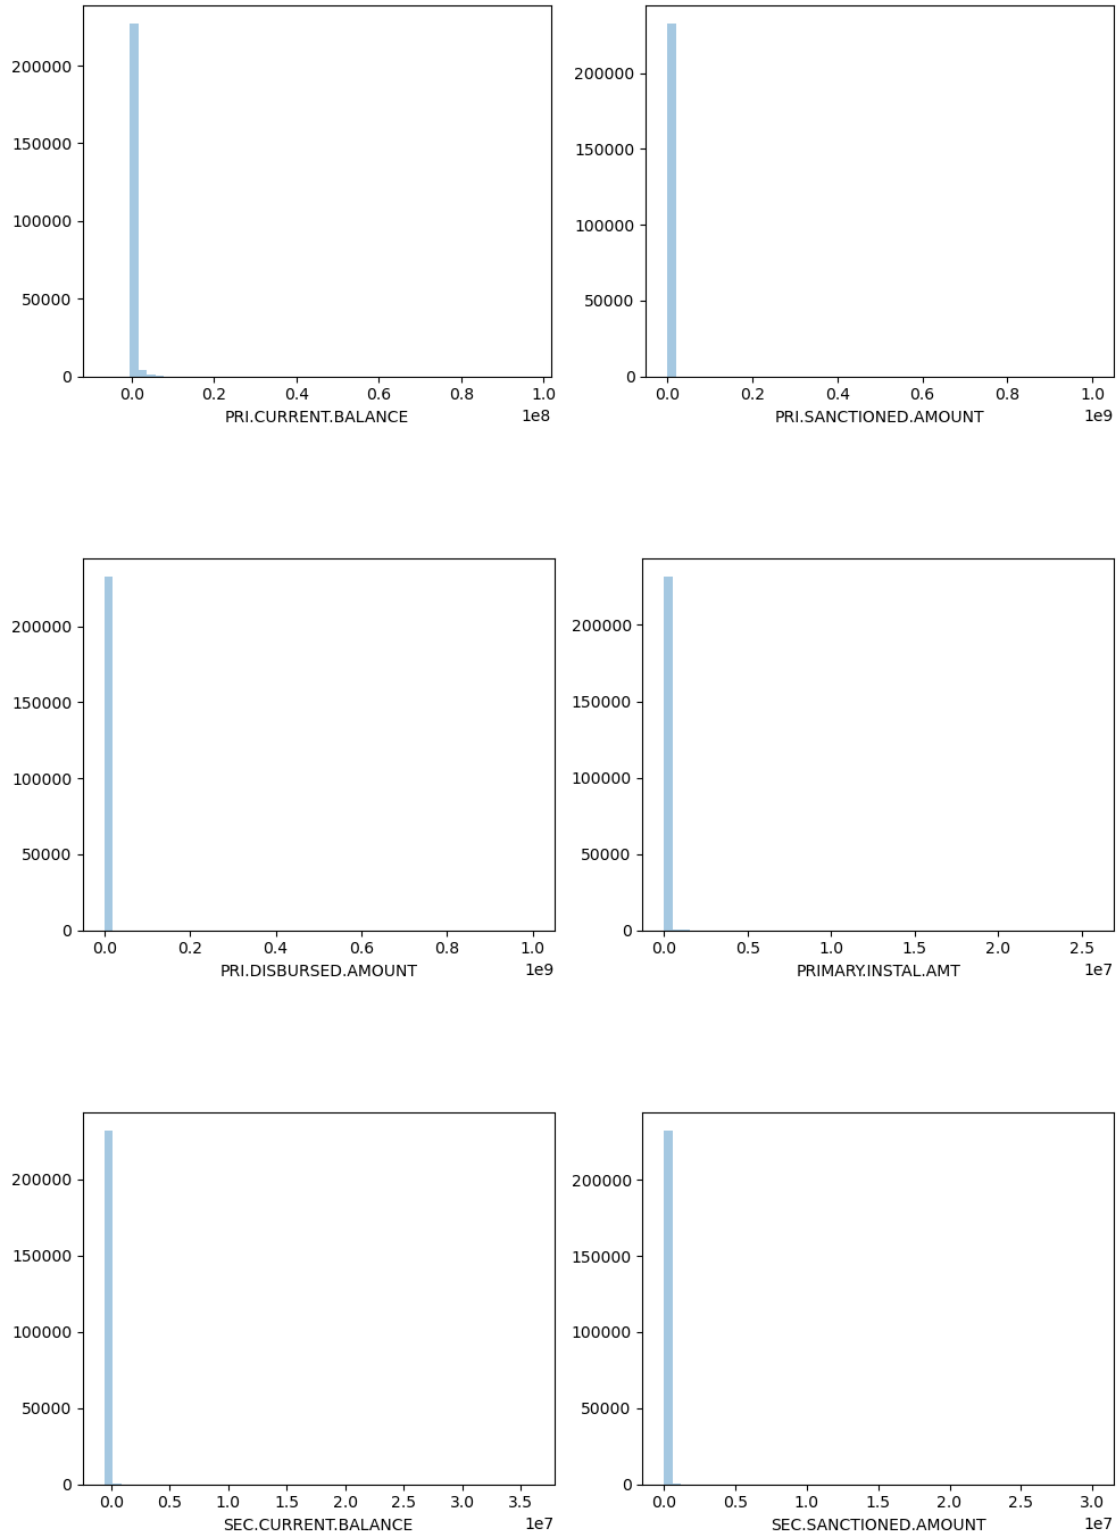 200000
150000
100000
50000
0
0.0 0.2 0.4 0.6 0.8 1.0
PRI.CURRENT.BALANCE 1e8
200000
150000
100000
50000
0
0.0 0.2 0.4 0.6 0.8 1.0
PRI.SANCTIONED.AMOUNT 1e9
200000
150000
100000
50000
0
0.0 0.2 0.4 0.6 0.8 1.0
PRI.DISBURSED.AMOUNT 1e9
200000
150000
100000
50000
0
0.0 0.5 1.0 1.5 2.0 2.5
PRIMARY.INSTAL.AMT 1e7
200000
150000
100000
50000
0
0.0 0.5 1.0 1.5 2.0 2.5 3.0 3.5
SEC.CURRENT.BALANCE 1e7
200000
150000
100000
50000
0
0.0 0.5 1.0 1.5 2.0 2.5 3.0
SEC.SANCTIONED.AMOUNT 1e7